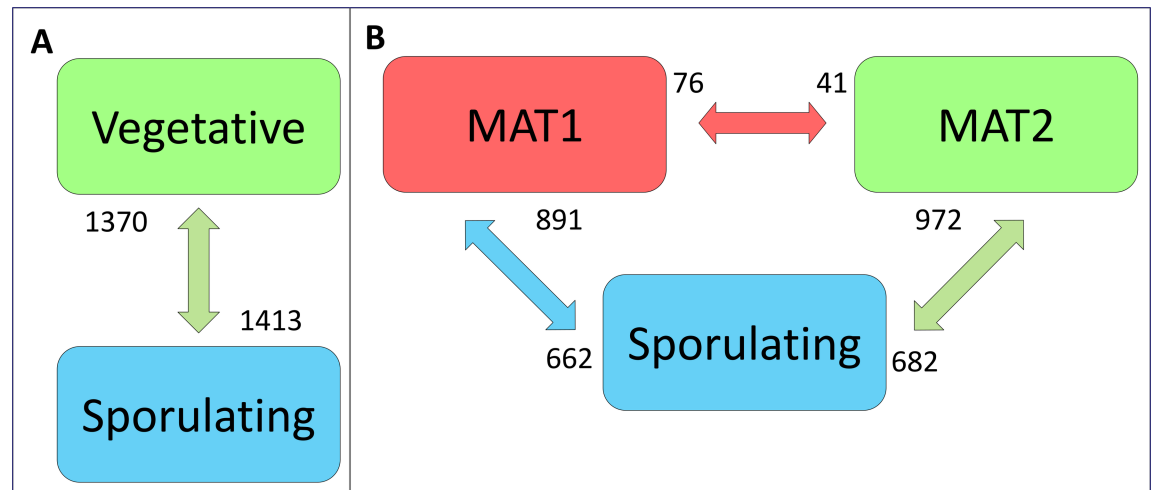 A
Vegetative
1370
1413
Sporulating
B
MAT1
76
41
MAT2
891
972
662
Sporulating
682